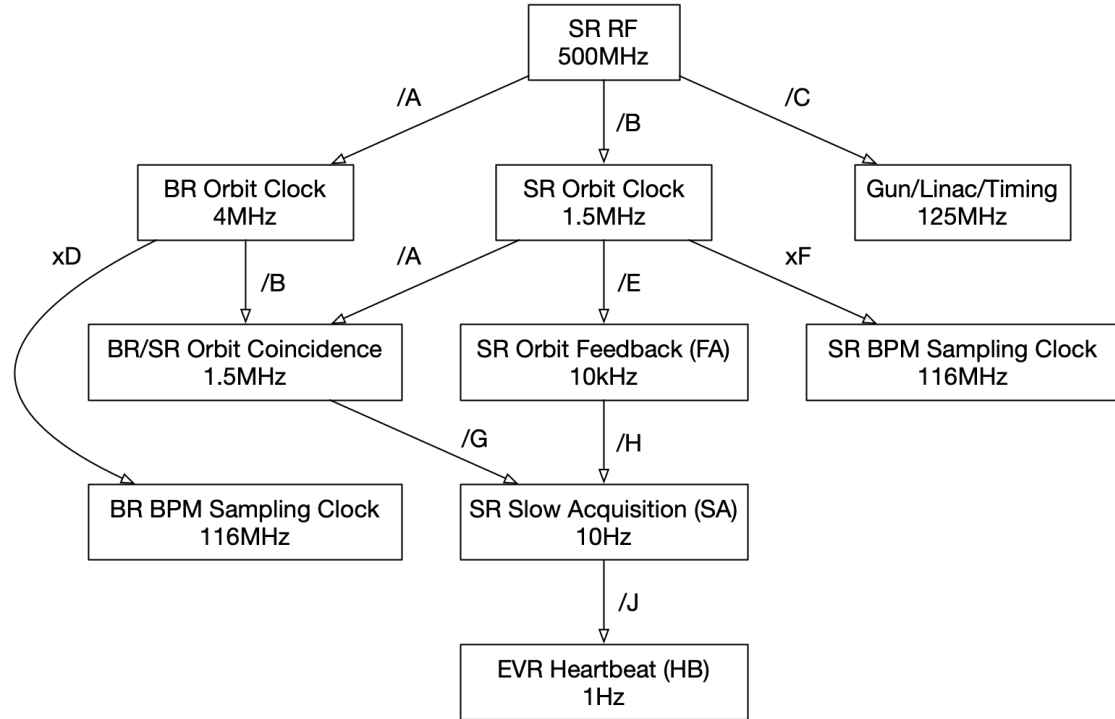 SR RF
500MHz
/A
/B
/C
BR Orbit Clock
4MHz
SR Orbit Clock
1.5MHz
Gun/Linac/Timing
125MHz
xD
/B
/A
/E
xF
BR/SR Orbit Coincidence
1.5MHz
SR Orbit Feedback (FA)
10kHz
SR BPM Sampling Clock
116MHz
/G
/H
BR BPM Sampling Clock
116MHz
SR Slow Acquisition (SA)
10Hz
/J
EVR Heartbeat (HB)
1Hz